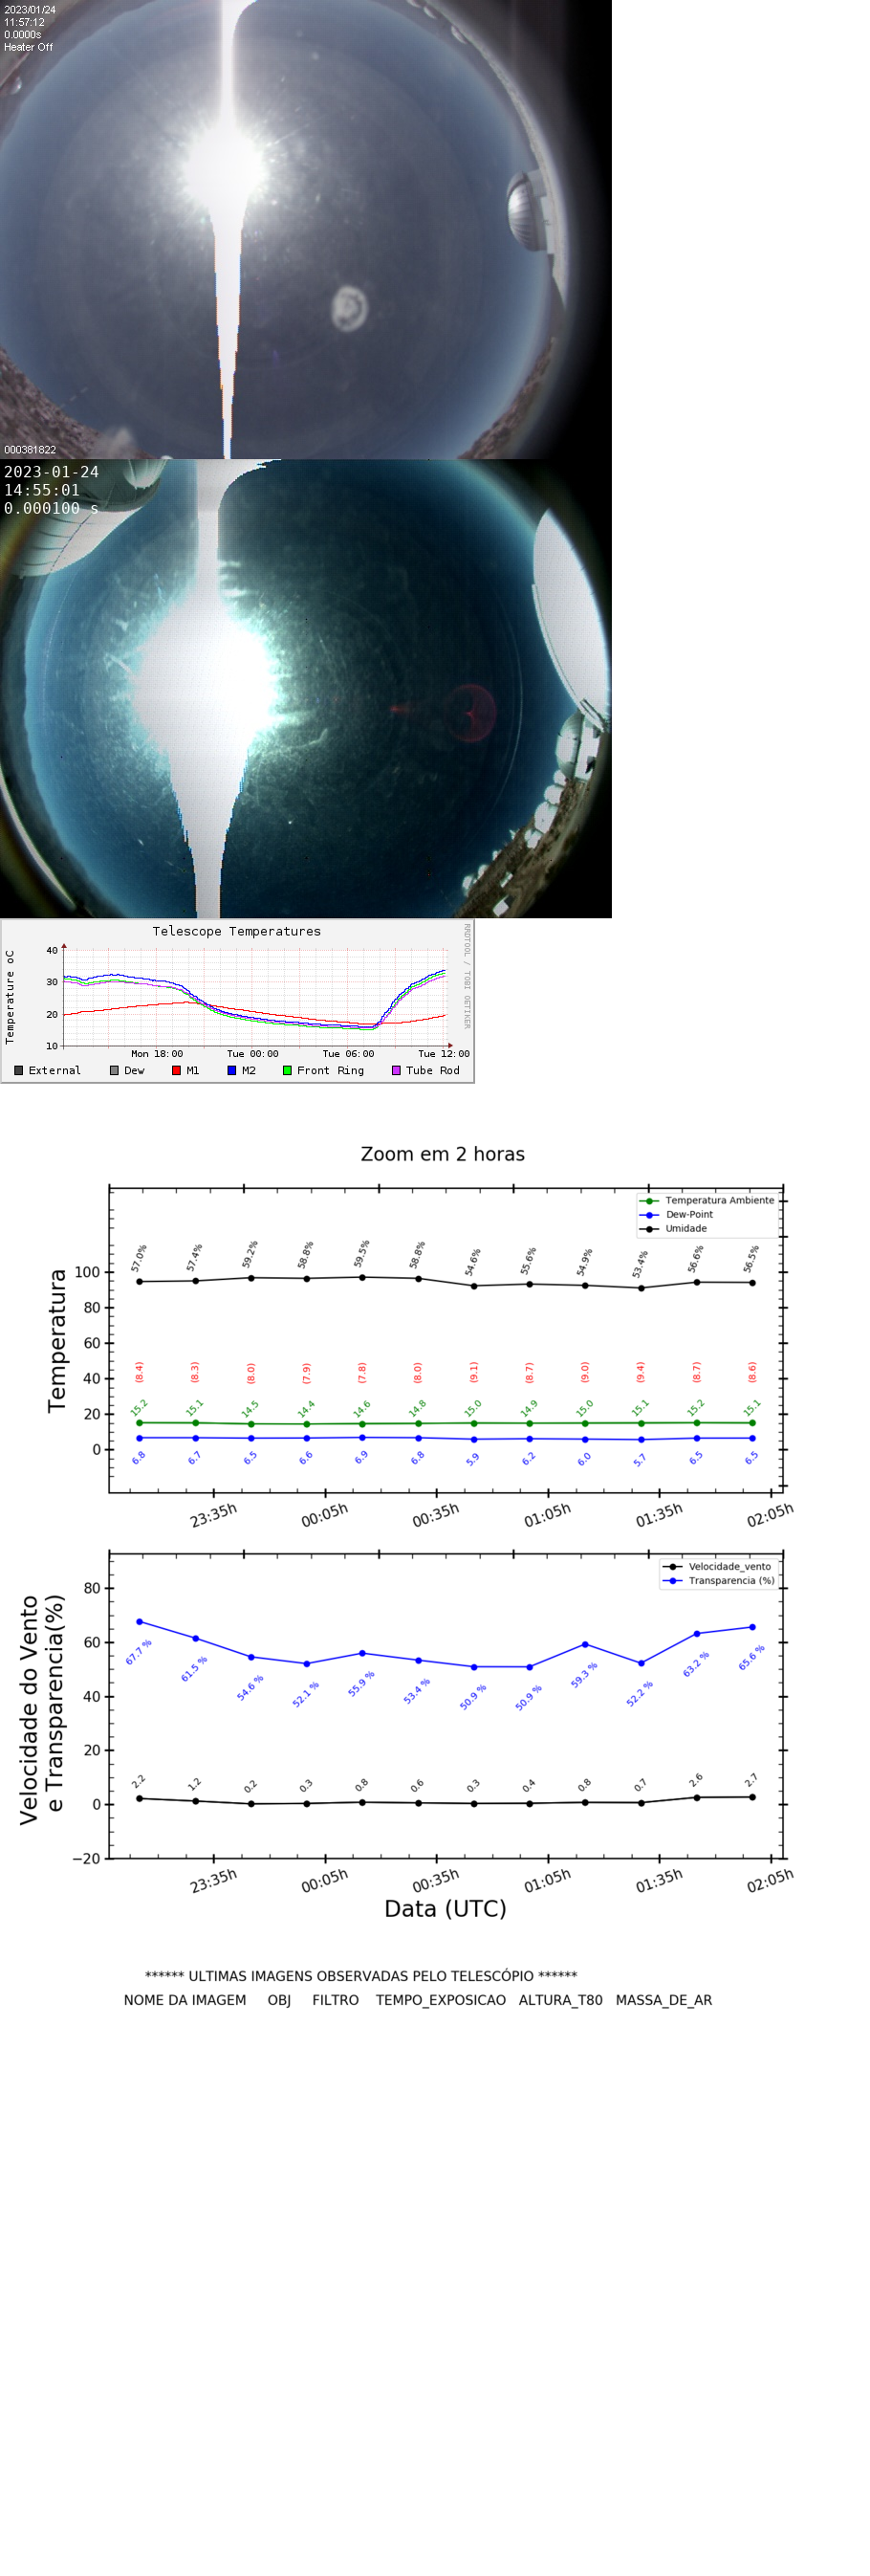 2023/01/24
11:57:12
0.0000s
Heater Off
000381822
2023-01-24
14:55:01
0.000100 s
Telescope Temperatures
RRDTOOL / TOBI OETIKER
Temperature oC
40
30
20
10
Mon 18:00 Tue 00:00 Tue 06:00 Tue 12:00
External Dew M1 M2 Front Ring Tube Rod
Zoom em 2 horas
Temperatura Ambiente
Dew-Point
Umidade
Temperatura
100
80
60
40
20
0
57.0% 57.4% 59.2% 58.8% 59.5% 58.8% 54.6% 55.6% 54.9% 53.4% 56.6% 56.5%
(8.4) (8.3) (8.0) (7.9) (7.8) (8.0) (9.1) (8.7) (9.0) (9.4) (8.7) (8.6)
15.2 15.1 14.5 14.4 14.6 14.8 15.0 14.9 15.0 15.1 15.2 15.1
6.8 6.7 6.5 6.6 6.9 6.8 5.9 6.2 6.0 5.7 6.5 6.5
23:35h 00:05h 00:35h 01:05h 01:35h 02:05h
Velocidade_vento
Transparencia (%)
Velocidade do Vento
e Transparencia(%)
80
60
40
20
0
−20
67.7 % 61.5 % 54.6 % 52.1 % 55.9 % 53.4 % 50.9 % 50.9 % 59.3 % 52.2 % 63.2 % 65.6 %
2.2 1.2 0.2 0.3 0.8 0.6 0.3 0.4 0.8 0.7 2.6 2.7
23:35h 00:05h 00:35h 01:05h 01:35h 02:05h
Data (UTC)
****** ULTIMAS IMAGENS OBSERVADAS PELO TELESCÓPIO ******
NOME DA IMAGEM OBJ FILTRO TEMPO_EXPOSICAO ALTURA_T80 MASSA_DE_AR